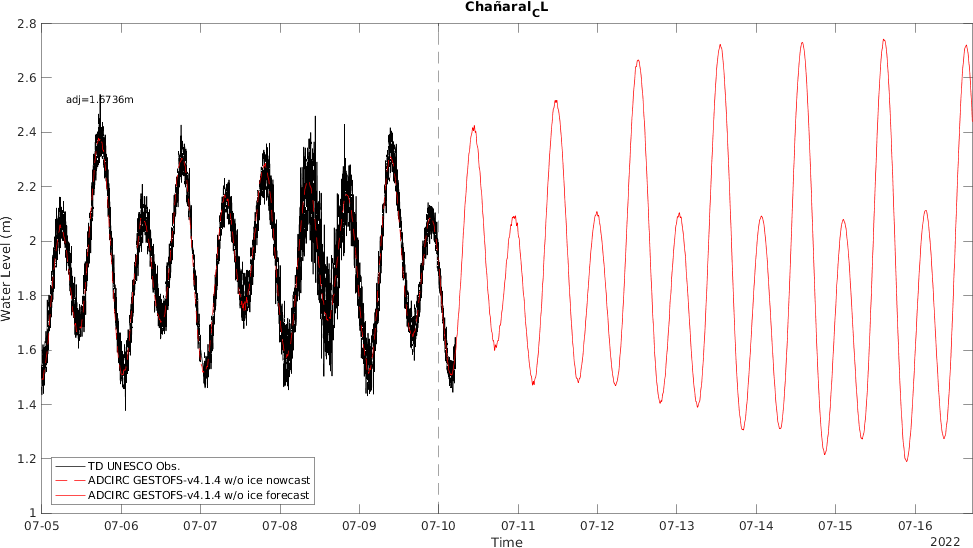 Chañaral_CL
2.8
2.6
adj=1.6736m
2.4
2.2
2
1.8
1.6
1.4
1.2
1
Water Level (m)
TD UNESCO Obs.
ADCIRC GESTOFS-v4.1.4 w/o ice nowcast
ADCIRC GESTOFS-v4.1.4 w/o ice forecast
07-05 07-06 07-07 07-08 07-09 07-10 07-11 07-12 07-13 07-14 07-15 07-16
Time
2022